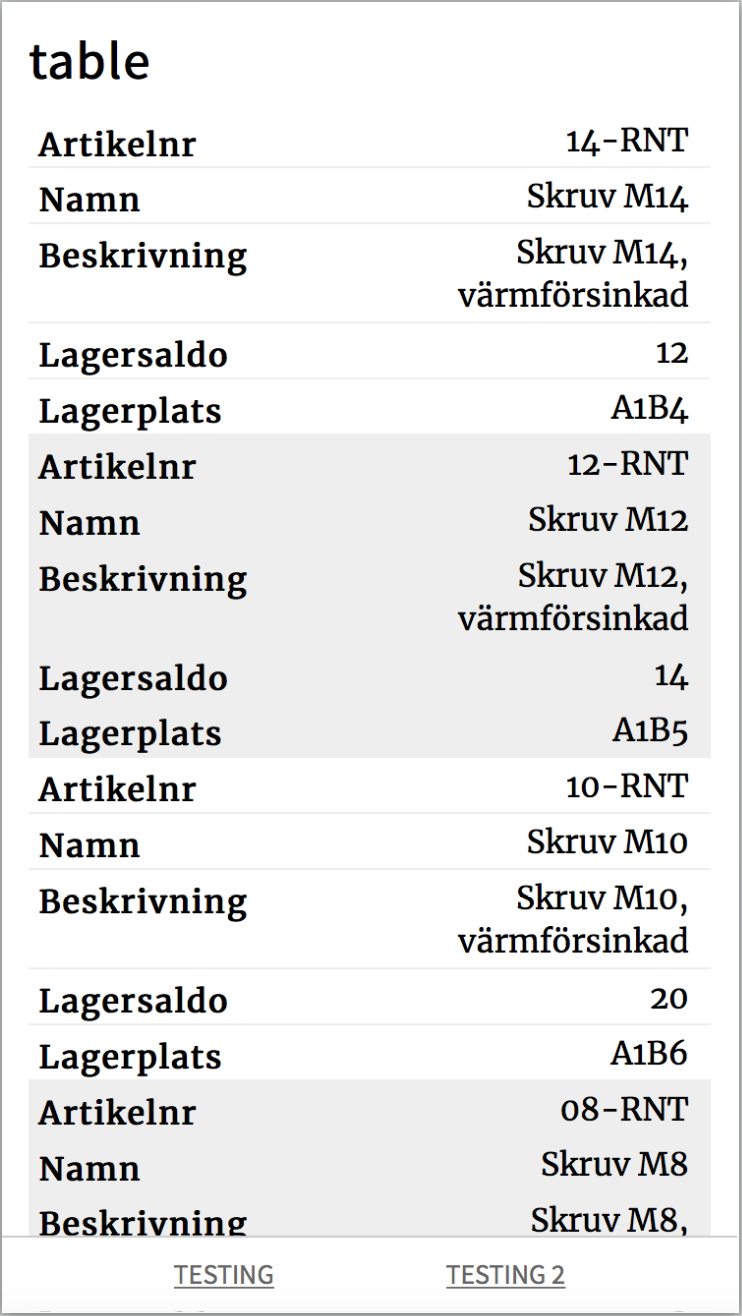 table
Artikelnr 14-RNT
Namn Skruv M14
Beskrivning Skruv M14,
värmförsinkad
Lagersaldo 12
Lagerplats A1B4
Artikelnr 12-RNT
Namn Skruv M12
Beskrivning Skruv M12,
värmförsinkad
Lagersaldo 14
Lagerplats A1B5
Artikelnr 10-RNT
Namn Skruv M10
Beskrivning Skruv M10,
värmförsinkad
Lagersaldo 20
Lagerplats A1B6
Artikelnr 08-RNT
Namn Skruv M8
Beskrivning Skruv M8,
TESTING TESTING 2